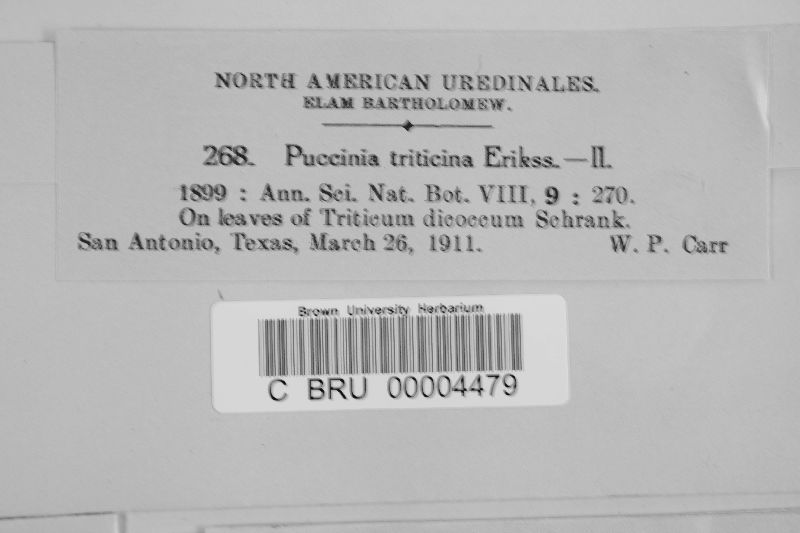 NORTH AMERICAN UREDINALES.
ELAM BARTHOLOMEW.
268. Puccinia triticina Erikss.—II.
1899 : Ann. Sci. Nat. Bot. VIII, 9 : 270.
On leaves of Triticum dicoccum Schrank.
San Antonio, Texas, March 26, 1911. W. P. Carr
Brown University Herbarium
C BRU 00004479